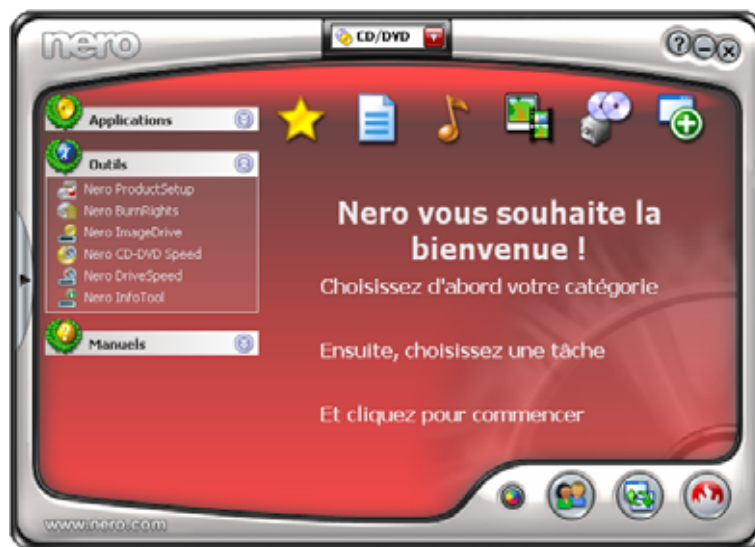 nero
CD/DVD
Applications
Outils
Nero ProductSetup
Nero BurnRights
Nero ImageDrive
Nero CD-DVD Speed
Nero DriveSpeed
Nero InfoTool
Manuels
Nero vous souhaite la
bienvenue !
Choisissez d'abord votre catégorie
Ensuite, choisissez une tâche
Et cliquez pour commencer
www.nero.com